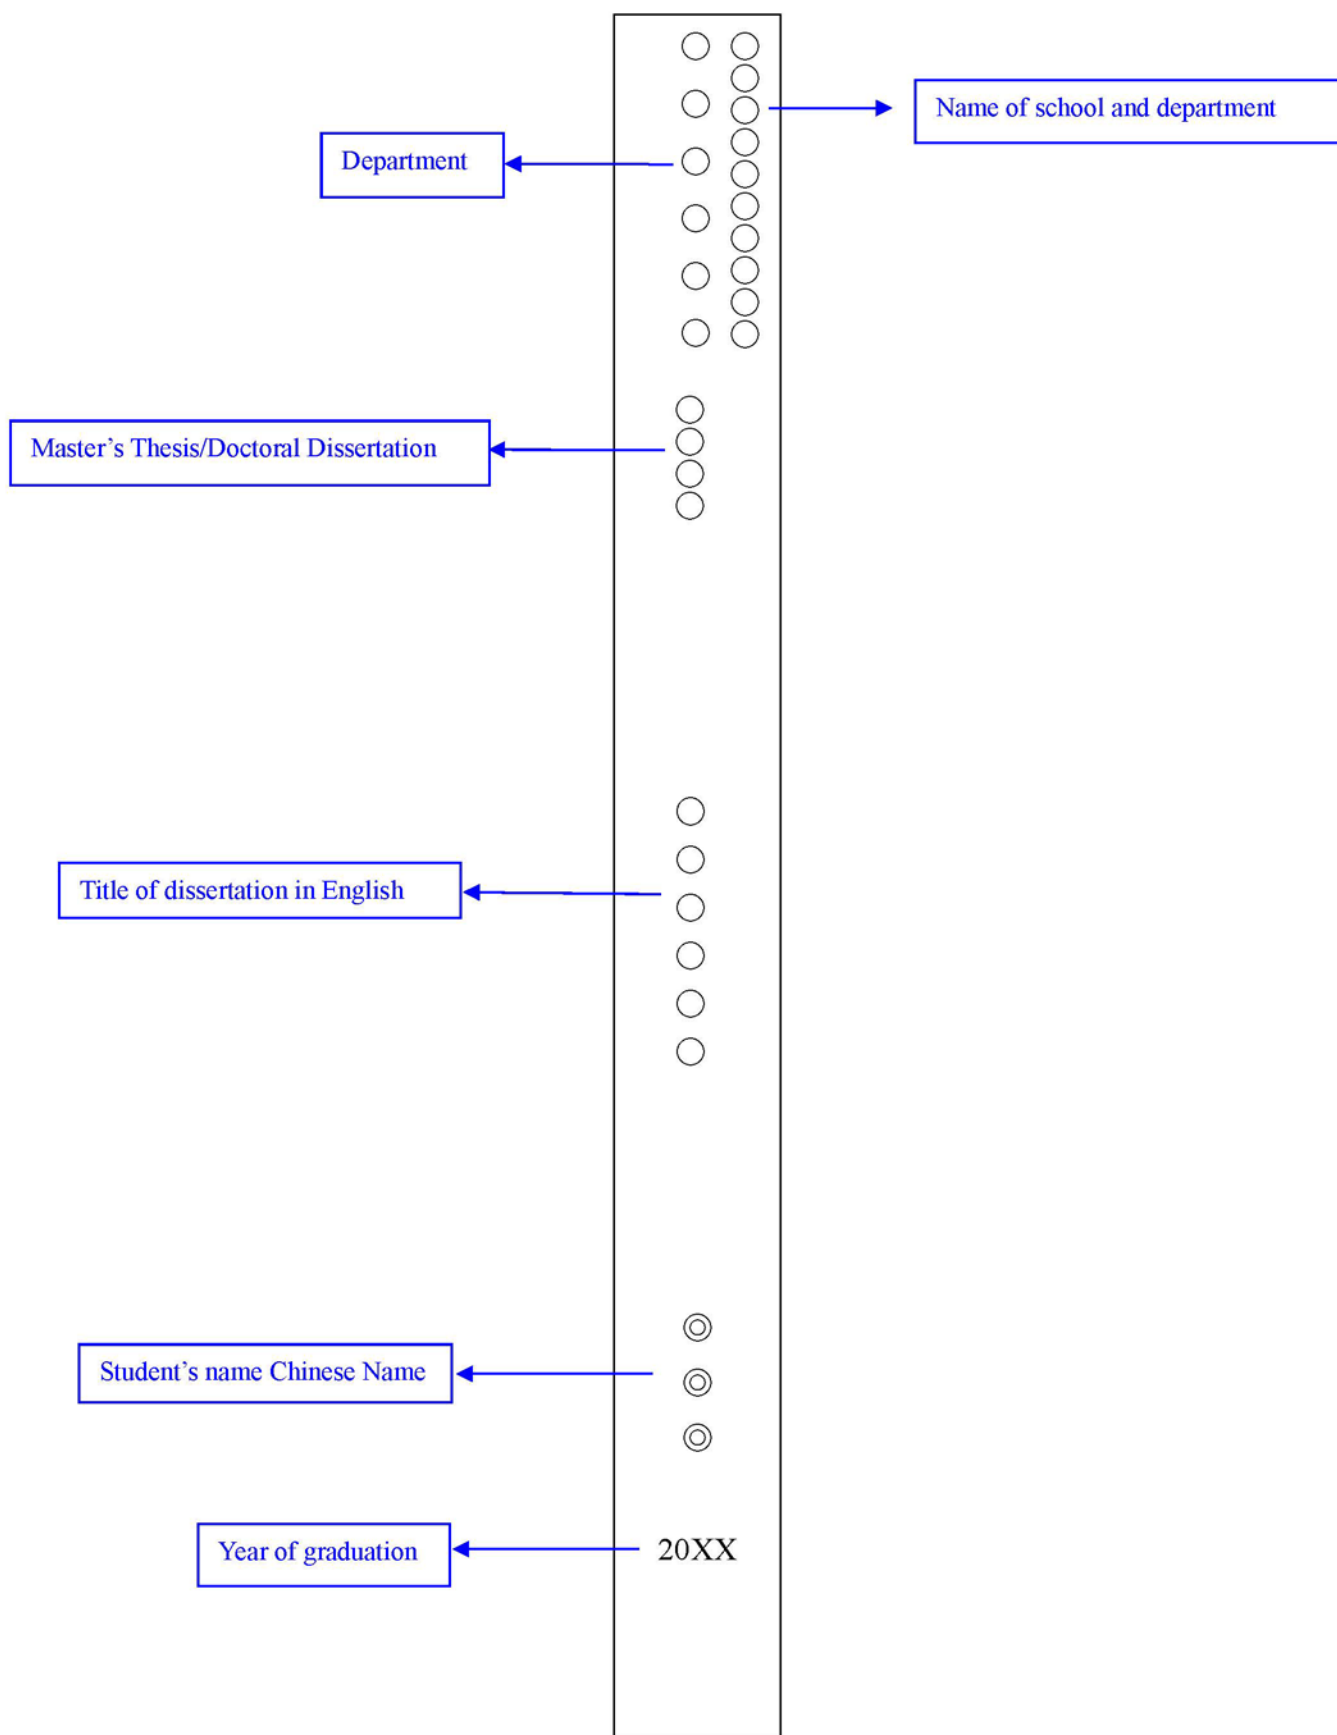 Name of school and department
Department
Master’s Thesis/Doctoral Dissertation
Title of dissertation in English
Student’s name Chinese Name
Year of graduation
20XX